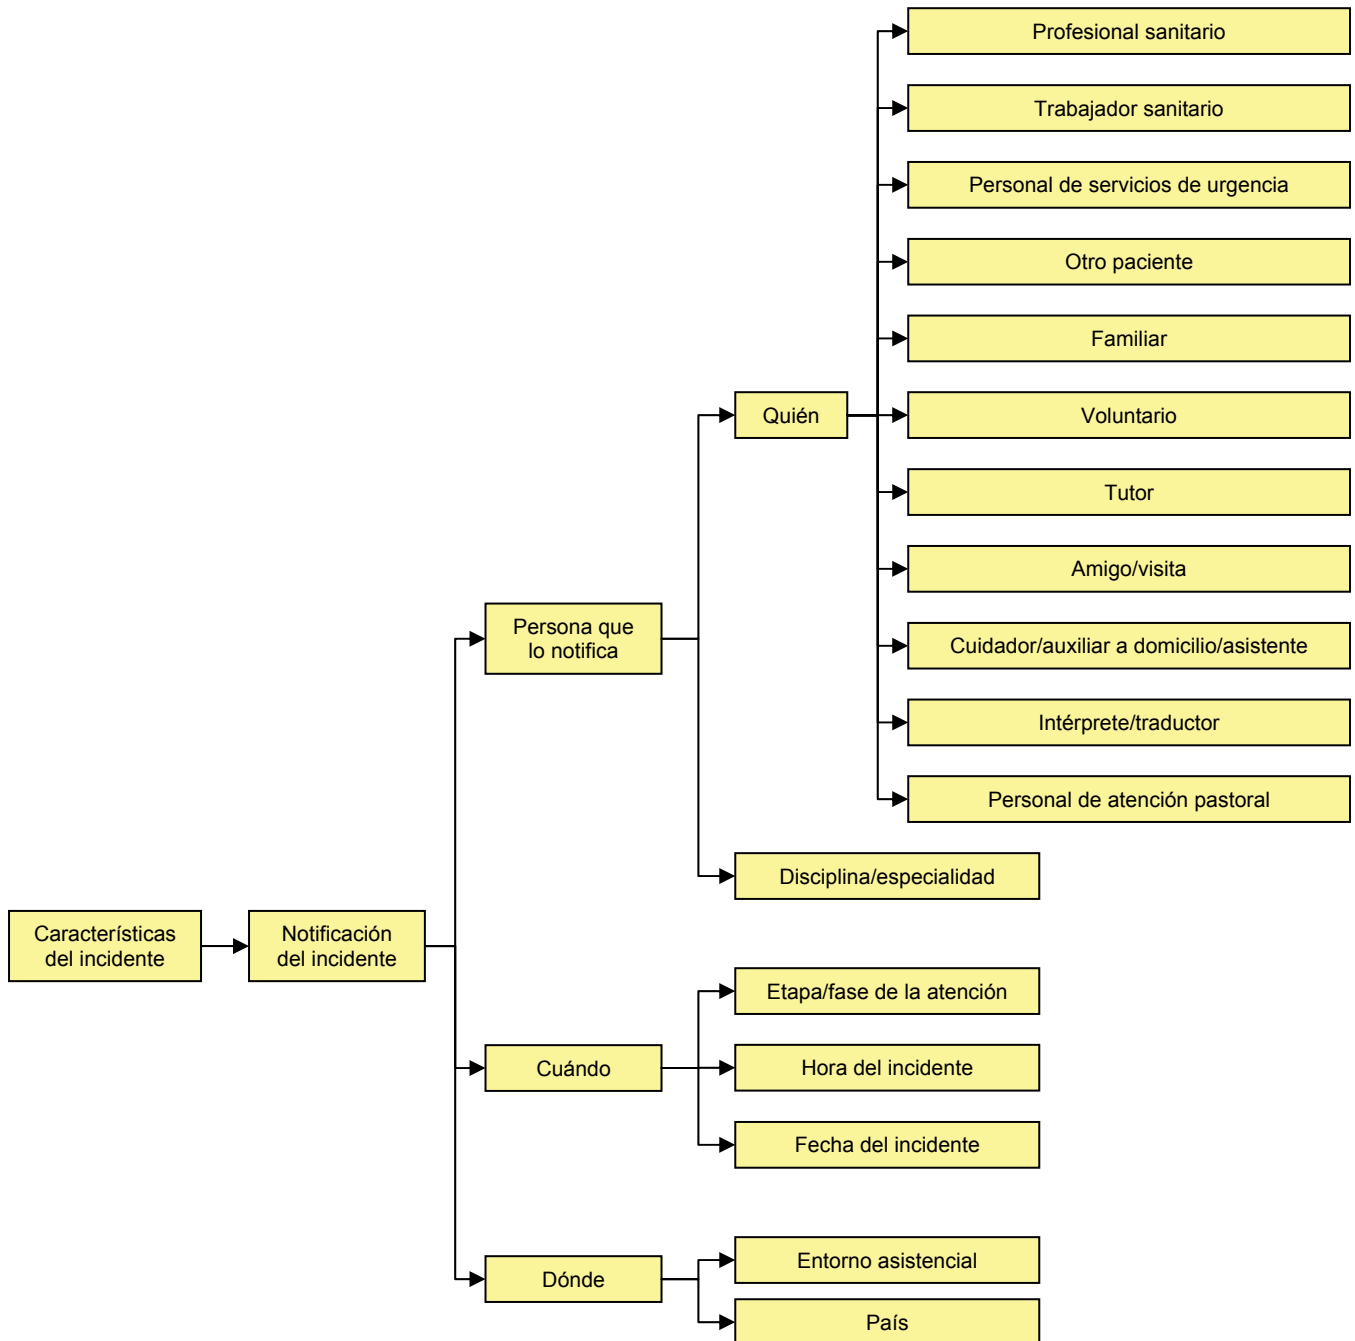 Profesional sanitario
Trabajador sanitario
Personal de servicios de urgencia
Otro paciente
Familiar
Quién
Voluntario
Tutor
Amigo/visita
Persona que
lo notifica
Cuidador/auxiliar a domicilio/asistente
Intérprete/traductor
Personal de atención pastoral
Disciplina/especialidad
Características
del incidente
Notificación
del incidente
Etapa/fase de la atención
Cuándo
Hora del incidente
Fecha del incidente
Entorno asistencial
Dónde
País